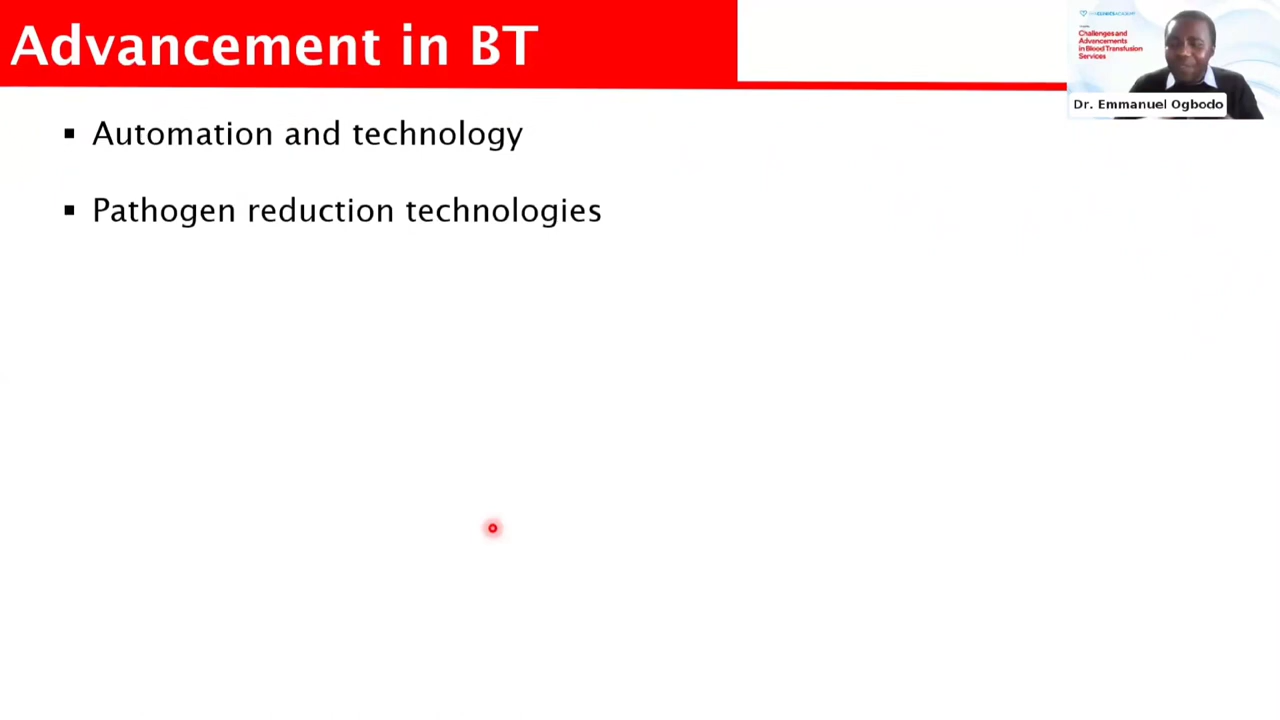 Advancement in BT
▪ Automation and technology
▪ Pathogen reduction technologies
Challenges and
Advancements
in Blood Transfusion
Services
Dr. Emmanuel Ogbodo